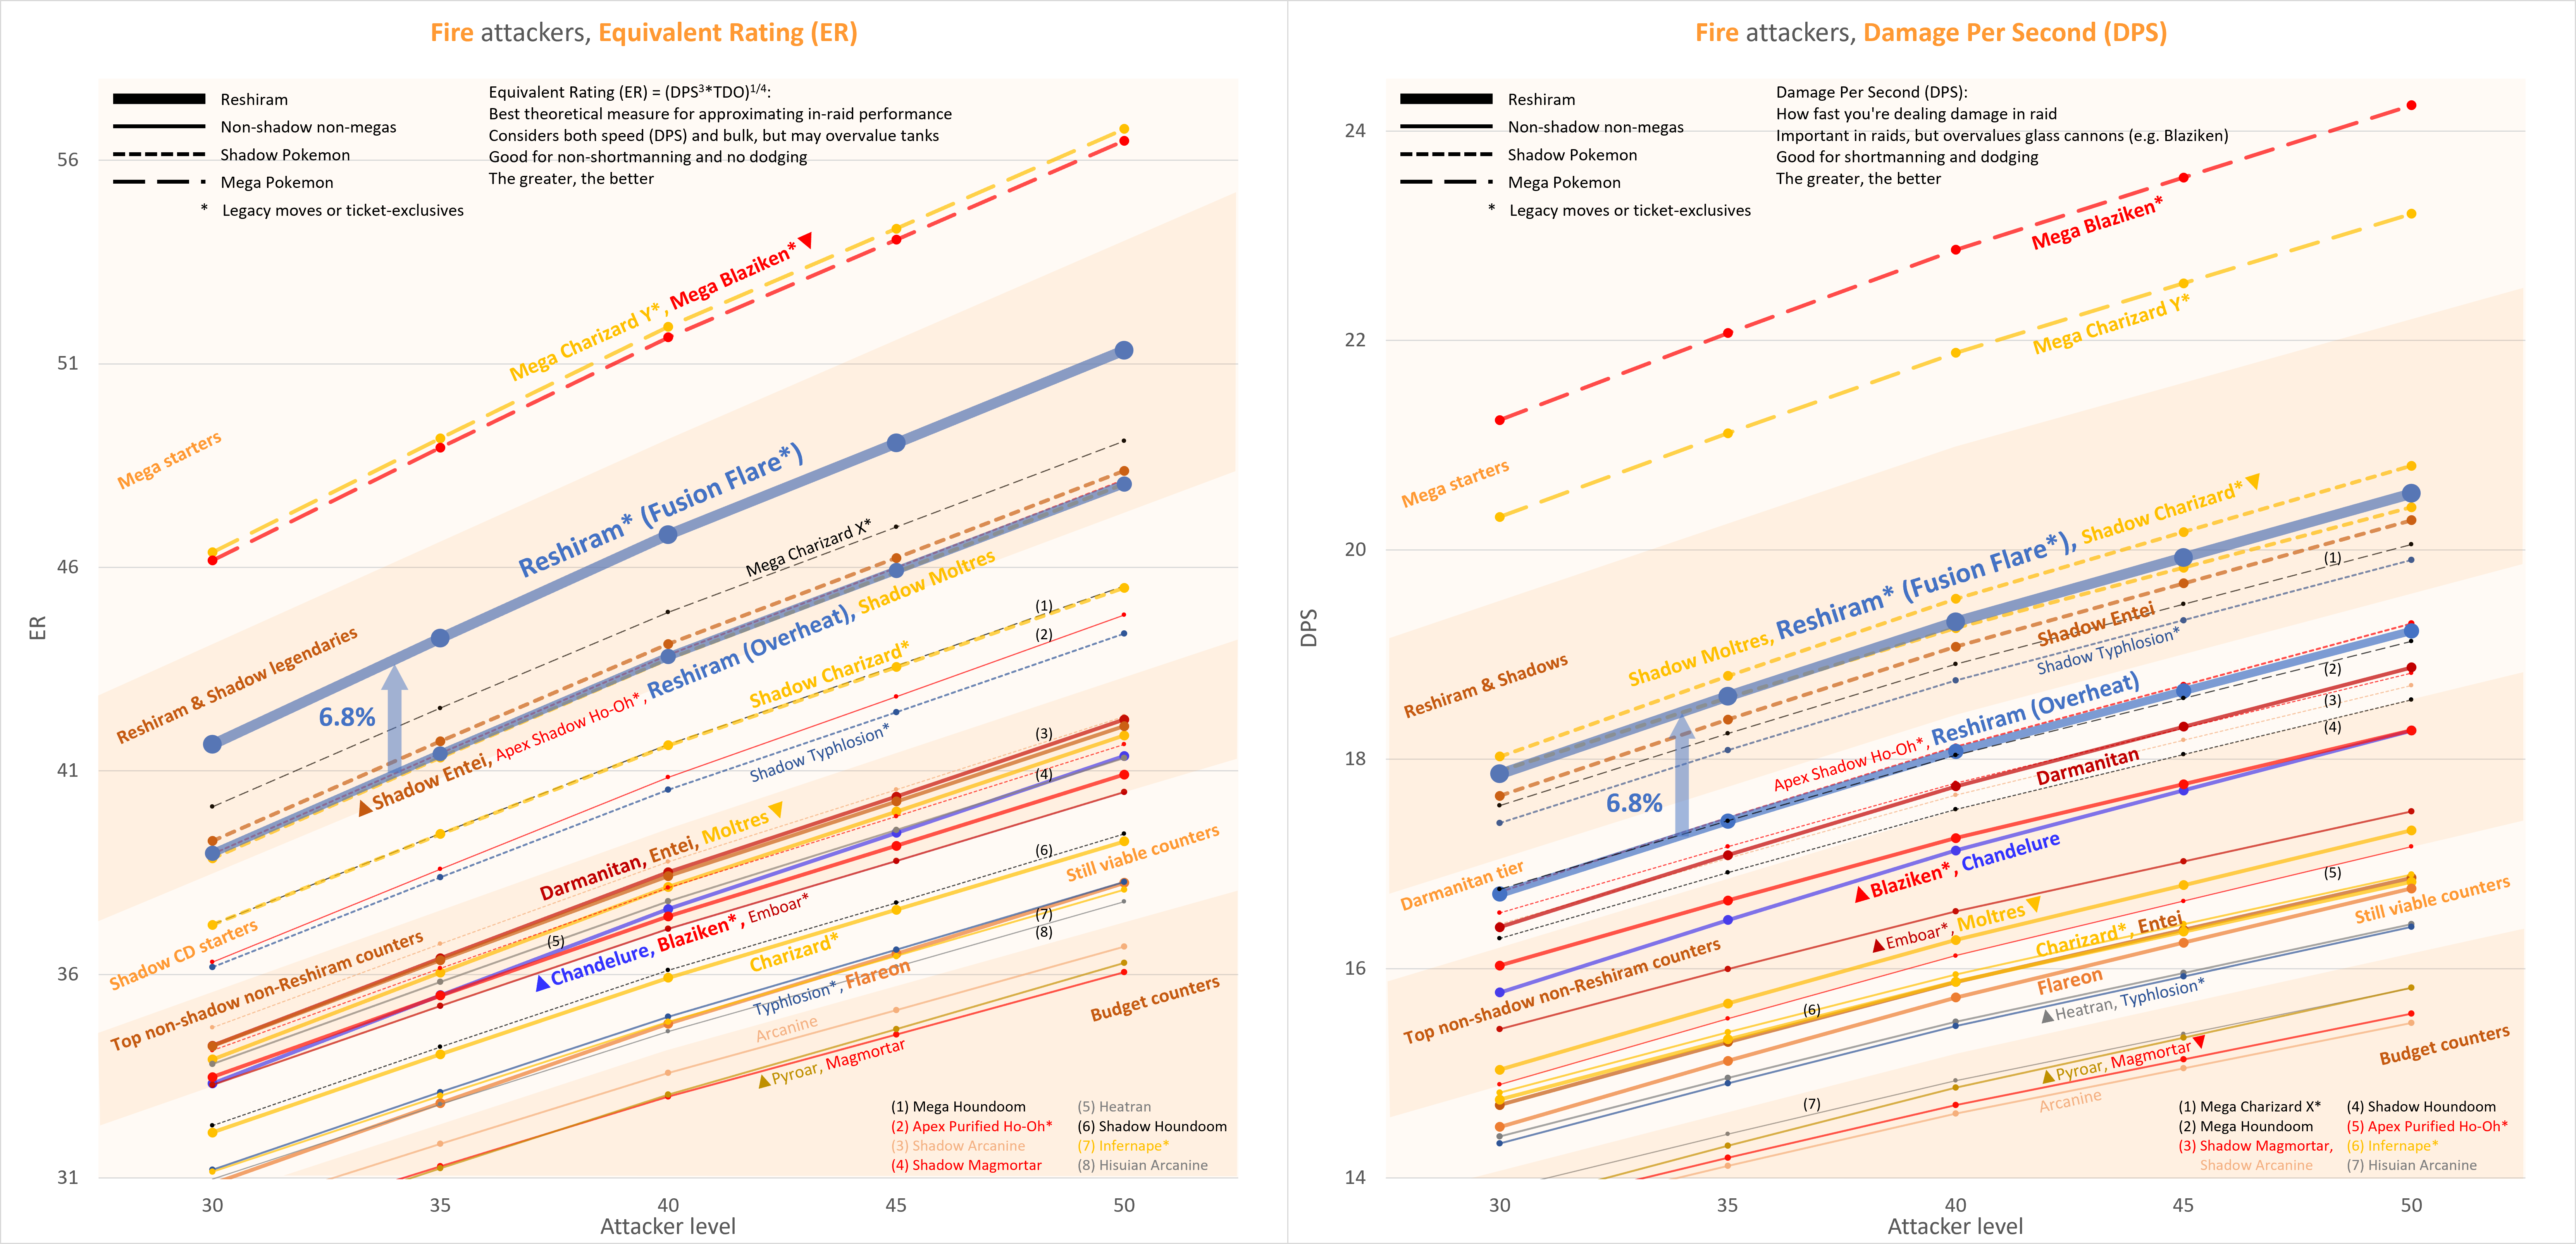 Fire attackers, Equivalent Rating (ER)
Reshiram
Non-shadow non-megas
Shadow Pokemon
Mega Pokemon
* Legacy moves or ticket-exclusives
Equivalent Rating (ER) = (DPS³*TDO)¹/⁴:
Best theoretical measure for approximating in-raid performance
Considers both speed (DPS) and bulk, but may overvalue tanks
Good for non-shortmanning and no dodging
The greater, the better
56
51
46
41
36
31
ER
Mega Charizard Y*, Mega Blaziken*
Mega starters
Reshiram* (Fusion Flare*)
Mega Charizard X*
Reshiram & Shadow legendaries
6.8%
Shadow Entei, Apex Shadow Ho-Oh*, Reshiram (Overheat), Shadow Moltres
(1)
(2)
Shadow Charizard*
Shadow Typhlosion*
Shadow CD starters
(3)
(4)
Darmanitan, Entei, Moltres
Top non-shadow non-Reshiram counters
(5)
Chandelure, Blaziken*, Emboar*
(6)
Still viable counters
Charizard*
(7)
(8)
Typhlosion*, Flareon
Arcanine
Budget counters
Pyroar, Magmortar
(1) Mega Houndoom
(2) Apex Purified Ho-Oh*
(3) Shadow Arcanine
(4) Shadow Magmortar
(5) Heatran
(6) Shadow Houndoom
(7) Infernape*
(8) Hisuian Arcanine
30
35
40
45
50
Attacker level
Fire attackers, Damage Per Second (DPS)
Reshiram
Non-shadow non-megas
Shadow Pokemon
Mega Pokemon
* Legacy moves or ticket-exclusives
Damage Per Second (DPS):
How fast you're dealing damage in raid
Important in raids, but overvalues glass cannons (e.g. Blaziken)
Good for shortmanning and dodging
The greater, the better
24
22
20
18
16
14
DPS
Mega Blaziken*
Mega Charizard Y*
Mega starters
Shadow Moltres, Reshiram* (Fusion Flare*), Shadow Charizard*
(1)
Shadow Entei
Shadow Typhlosion*
Reshiram & Shadows
6.8%
Apex Shadow Ho-Oh*, Reshiram (Overheat)
(2)
(3)
(4)
Darmanitan
Darmanitan tier
Blaziken*, Chandelure
Emboar*, Moltres
(5)
Still viable counters
Charizard*, Entei
Top non-shadow non-Reshiram counters
Flareon
(6)
Heatran, Typhlosion*
(7)
Pyroar, Magmortar
Arcanine
Budget counters
(1) Mega Charizard X*
(2) Mega Houndoom
(3) Shadow Magmortar,
Shadow Arcanine
(4) Shadow Houndoom
(5) Apex Purified Ho-Oh*
(6) Infernape*
(7) Hisuian Arcanine
30
35
40
45
50
Attacker level